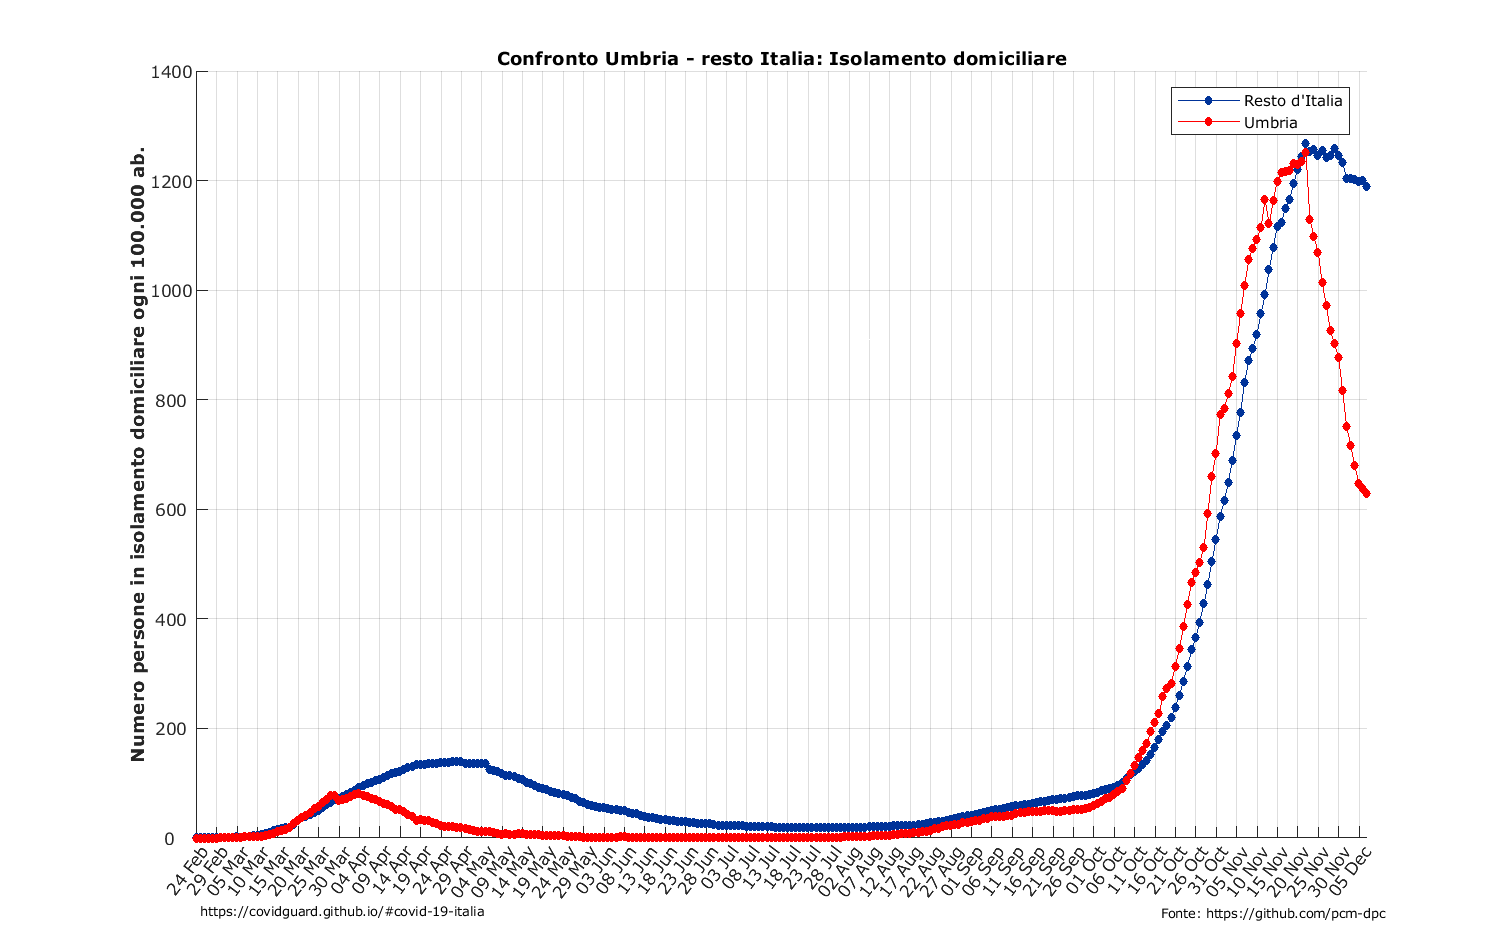 Confronto Umbria - resto Italia: Isolamento domiciliare
Numero persone in isolamento domiciliare ogni 100.000 ab.
1400
1200
1000
800
600
400
200
0
Resto d'Italia
Umbria
24 Feb
29 Feb
05 Mar
10 Mar
15 Mar
20 Mar
25 Mar
30 Mar
04 Apr
09 Apr
14 Apr
19 Apr
24 Apr
29 Apr
04 May
09 May
14 May
19 May
24 May
29 May
03 Jun
08 Jun
13 Jun
18 Jun
23 Jun
28 Jun
03 Jul
08 Jul
13 Jul
18 Jul
23 Jul
28 Jul
02 Aug
07 Aug
12 Aug
17 Aug
22 Aug
27 Aug
01 Sep
06 Sep
11 Sep
16 Sep
21 Sep
26 Sep
01 Oct
06 Oct
11 Oct
16 Oct
21 Oct
26 Oct
31 Oct
05 Nov
10 Nov
15 Nov
20 Nov
25 Nov
30 Nov
05 Dec
https://covidguard.github.io/#covid-19-italia
Fonte: https://github.com/pcm-dpc